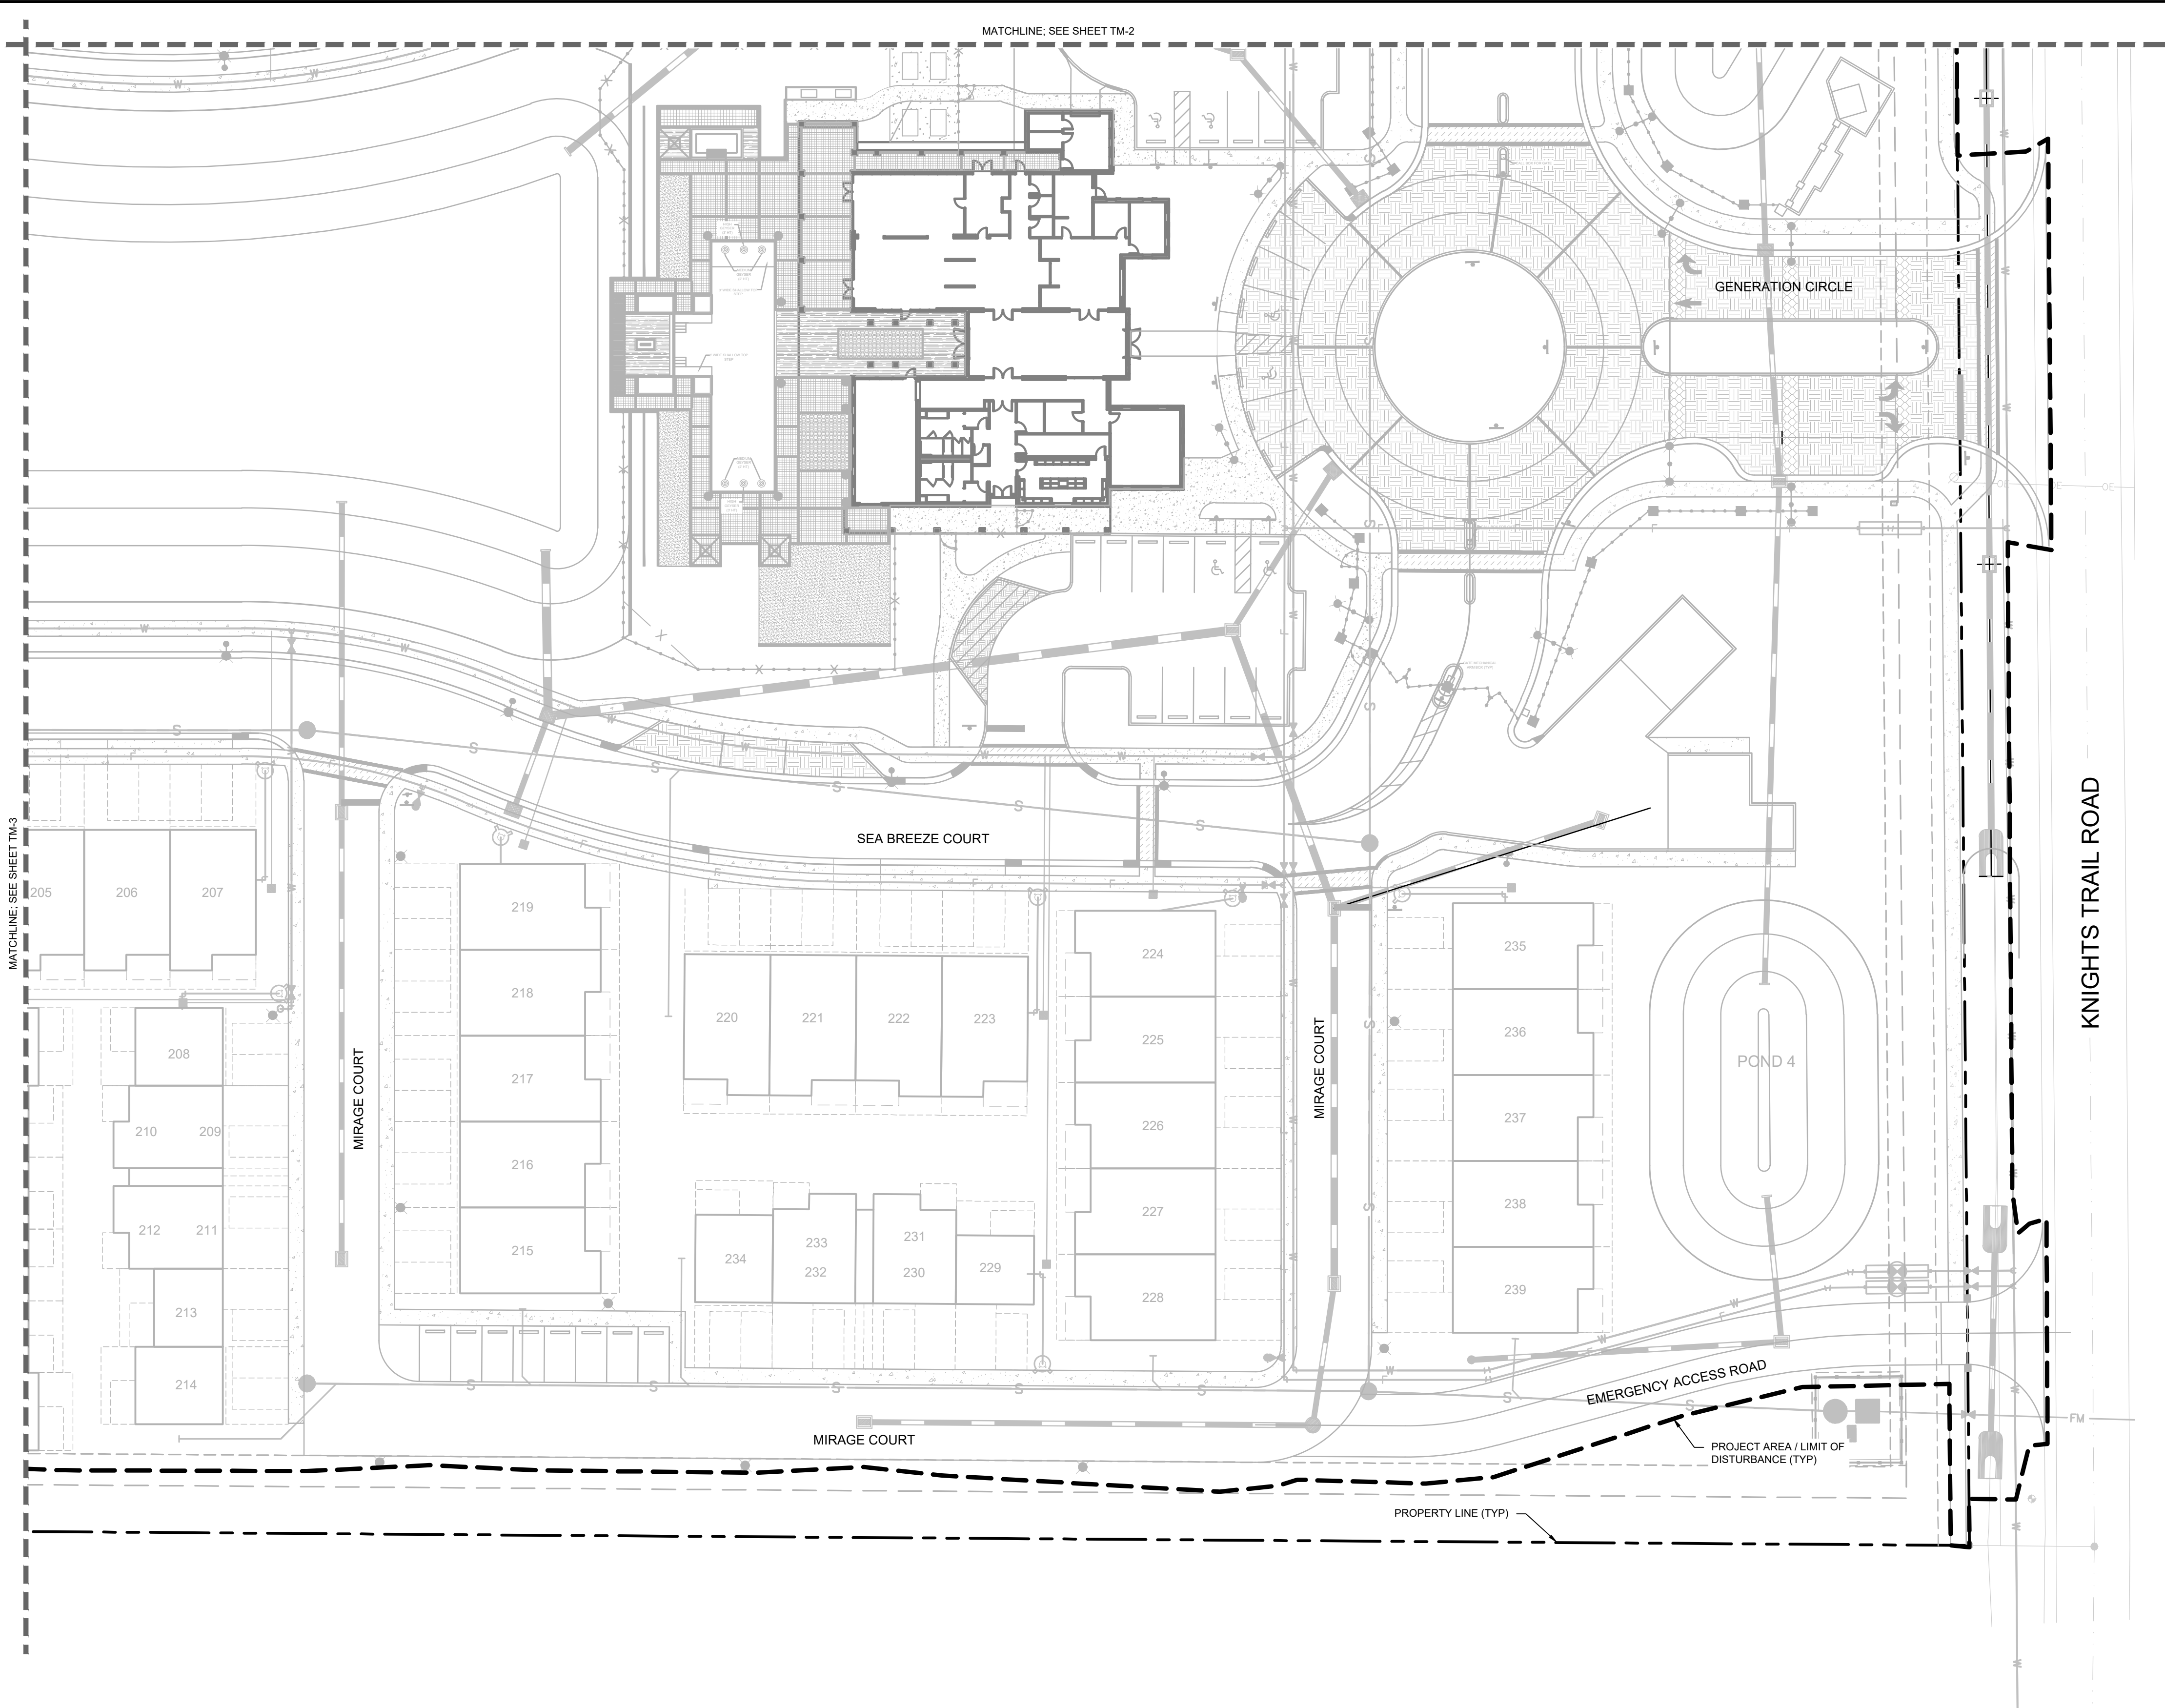 MATCHLINE; SEE SHEET TM-2
GENERATION CIRCLE
OE
OE
SEA BREEZE COURT
MATCHLINE; SEE SHEET TM-3
KNIGHTS TRAIL ROAD
205
206
207
219
224
235
218
220
221
222
223
225
236
208
MIRAGE COURT
MIRAGE COURT
POND 4
217
226
237
210
209
216
227
238
212
211
215
234
233
232
231
230
229
228
239
213
214
EMERGENCY ACCESS ROAD
FM
MIRAGE COURT
PROJECT AREA / LIMIT OF
DISTURBANCE (TYP)
PROPERTY LINE (TYP)